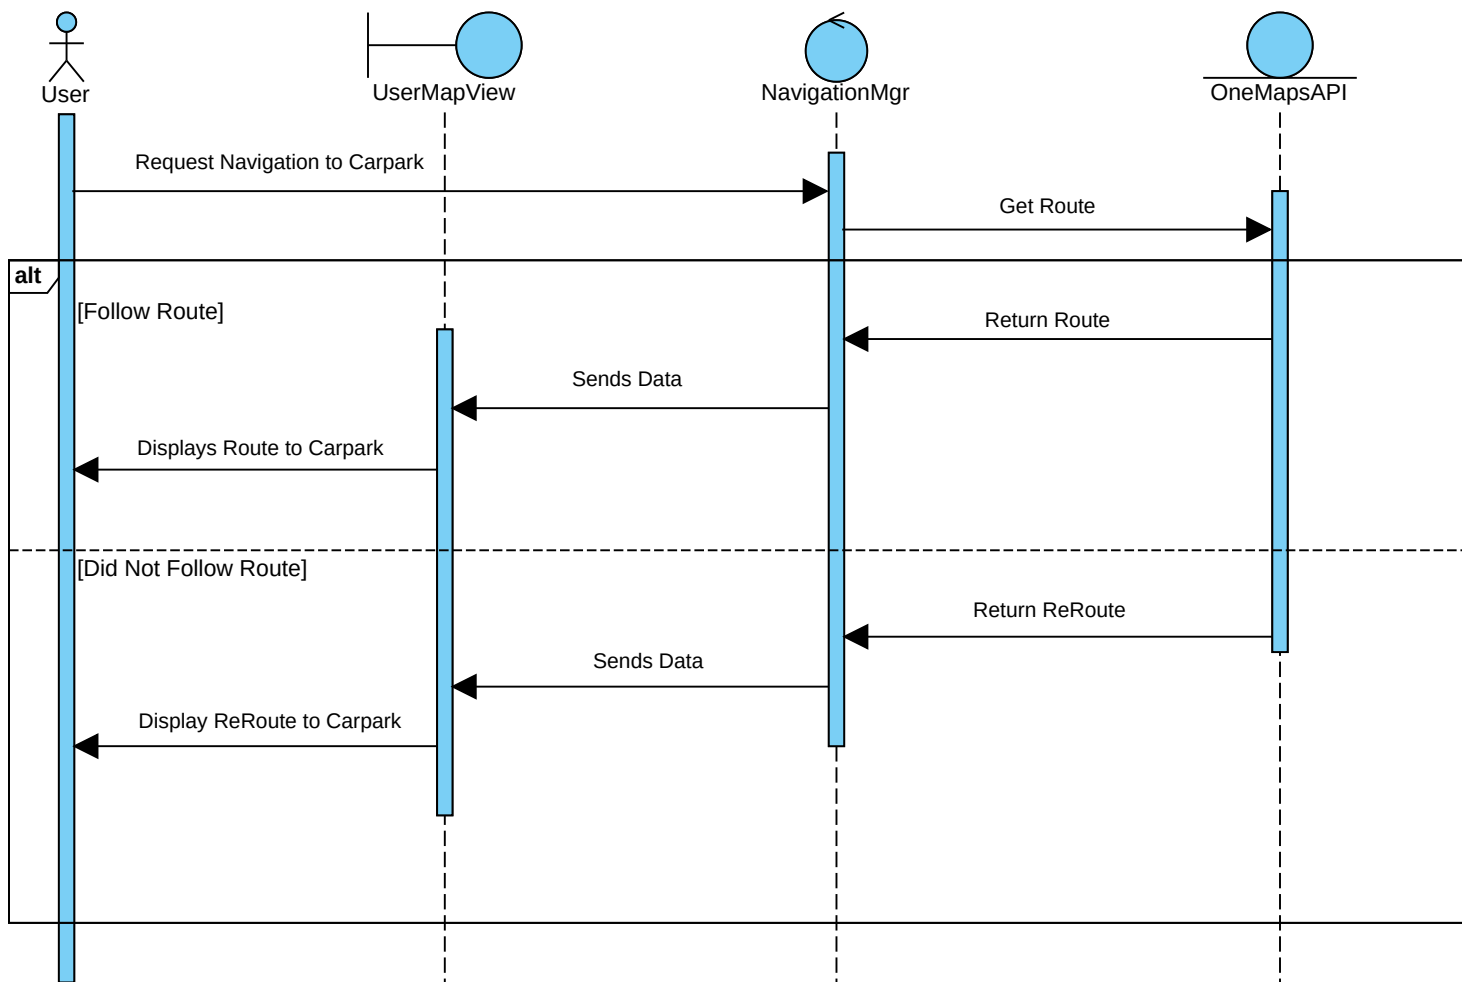 User
UserMapView
NavigationMgr
OneMapsAPI
Request Navigation to Carpark
Get Route
alt
[Follow Route]
Return Route
Sends Data
Displays Route to Carpark
[Did Not Follow Route]
Return ReRoute
Sends Data
Display ReRoute to Carpark